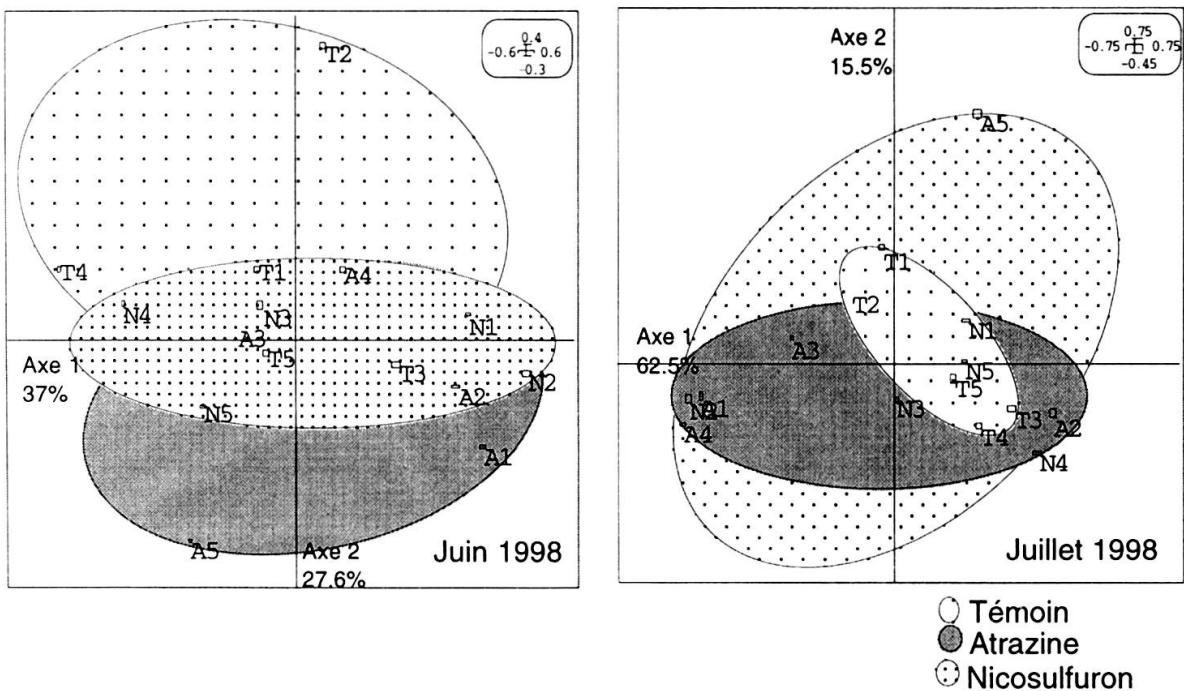 0.4
-0.6 0.6
-0.3
T2
T4
T1
A4
N4
N3
N1
A3
T5
Axe 1
37%
T3
N2
A2
N5
A1
A5
Axe 2
27.6%
Juin 1998
Axe 2
15.5%
0.75
-0.75 0.75
-0.45
A5
T1
T2
N1
Axe 1
62.5%
A3
N5
T5
A1
N3
T3
A2
A4
T4
N4
Juillet 1998
Témoin
Atrazine
Nicosulfuron